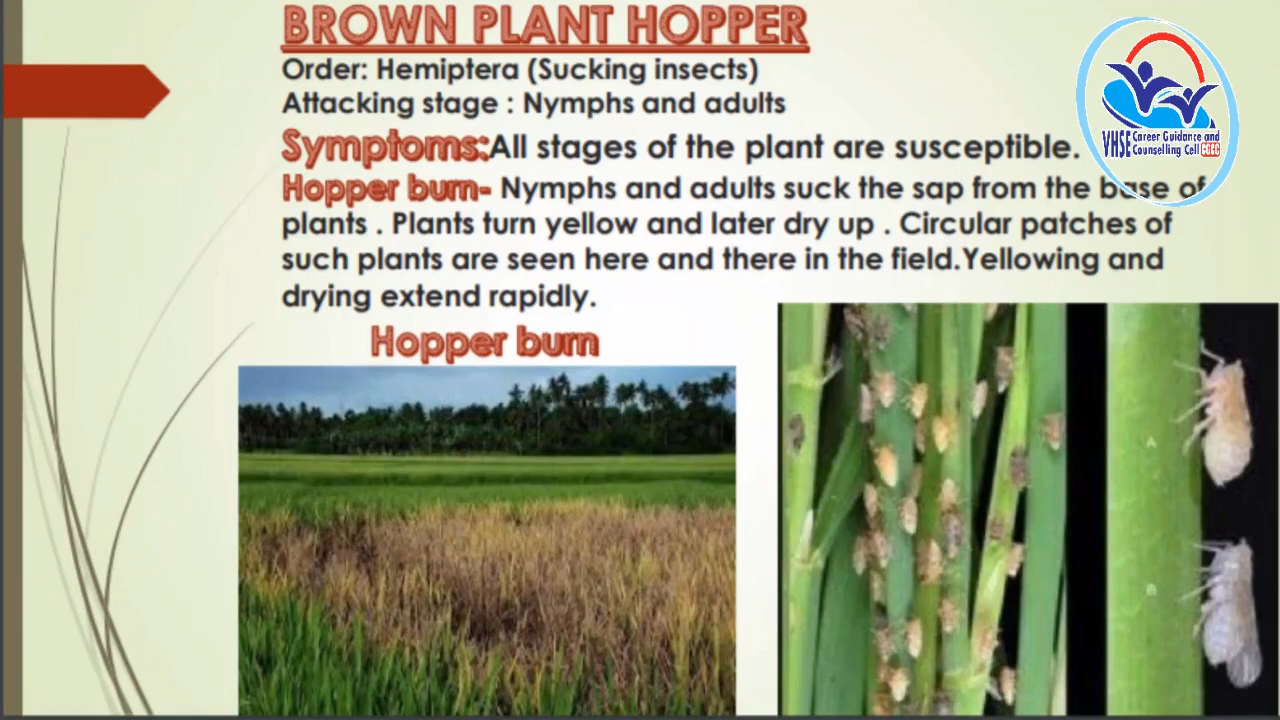 BROWN PLANT HOPPER
Order: Hemiptera (Sucking insects)
Attacking stage : Nymphs and adults
Symptoms:All stages of the plant are susceptible.
Hopper burn- Nymphs and adults suck the sap from the base of
plants . Plants turn yellow and later dry up . Circular patches of
such plants are seen here and there in the field.Yellowing and
drying extend rapidly.
Hopper burn
VHSE Career Guidance and
Counselling Cell CGCC
A
B